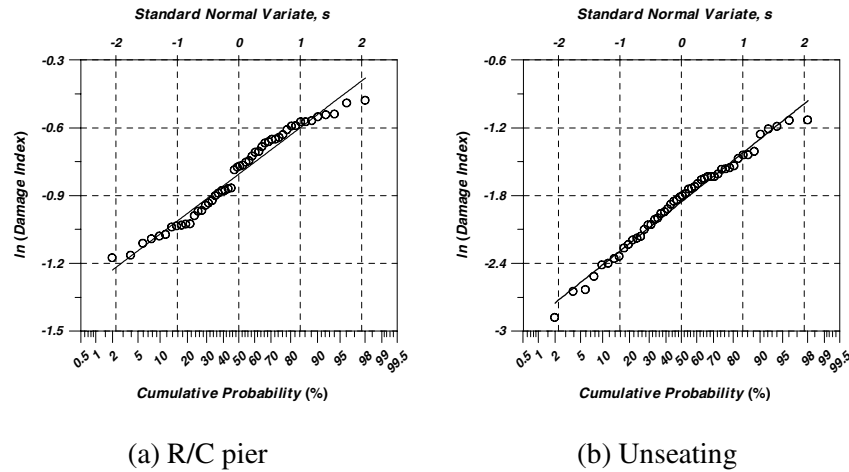 Standard Normal Variate, s
-2 -1 0 1 2
-0.3
-0.6
-0.9
-1.2
-1.5
ln (Damage Index)
0.5 1 2 5 10 20 30 40 50 60 70 80 90 95 98 99 99.5
Cumulative Probability (%)
(a) R/C pier
Standard Normal Variate, s
-2 -1 0 1 2
-0.6
-1.2
-1.8
-2.4
-3
ln (Damage Index)
0.5 1 2 5 10 20 30 40 50 60 70 80 90 95 98 99 99.5
Cumulative Probability (%)
(b) Unseating